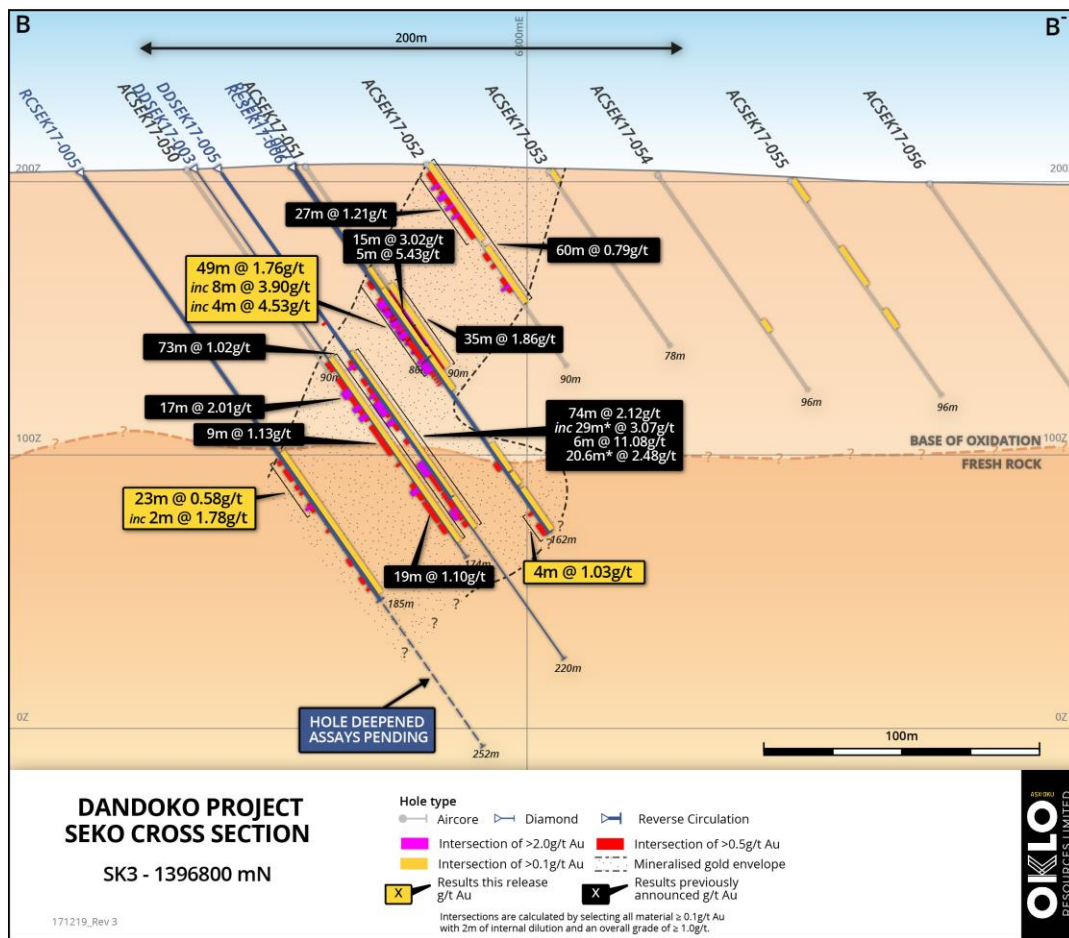 B
B-
200m
6800mE
RCSEK17-005
ACSEK17-050
DDSEK17-003
DDSEK17-005
RCSEK17-006
ACSEK17-051
ACSEK17-052
ACSEK17-053
ACSEK17-054
ACSEK17-055
ACSEK17-056
200Z
200
27m @ 1.21g/t
15m @ 3.02g/t
5m @ 5.43g/t
60m @ 0.79g/t
49m @ 1.76g/t
inc 8m @ 3.90g/t
inc 4m @ 4.53g/t
35m @ 1.86g/t
73m @ 1.02g/t
90m
90m
90m
78m
96m
96m
17m @ 2.01g/t
9m @ 1.13g/t
74m @ 2.12g/t
inc 29m* @ 3.07g/t
6m @ 11.08g/t
20.6m* @ 2.48g/t
100Z
BASE OF OXIDATION
100Z
FRESH ROCK
? ? ? ? ? ?
23m @ 0.58g/t
inc 2m @ 1.78g/t
?
162m
?
174m
19m @ 1.10g/t
4m @ 1.03g/t
185m
?
?
?
220m
0Z
0Z
HOLE DEEPENED
ASSAYS PENDING
252m
100m
DANDOKO PROJECT
SEKO CROSS SECTION
SK3 - 1396800 mN
171219_Rev 3
Hole type
Aircore
Diamond
Reverse Circulation
Intersection of >2.0g/t Au
Intersection of >0.5g/t Au
Intersection of >0.1g/t Au
Mineralised gold envelope
X
Results this release
g/t Au
X
Results previously
announced g/t Au
Intersections are calculated by selecting all material ≥ 0.1g/t Au
with 2m of internal dilution and an overall grade of ≥ 1.0g/t.
ASX:OKU
OKLO
RESOURCES LIMITED